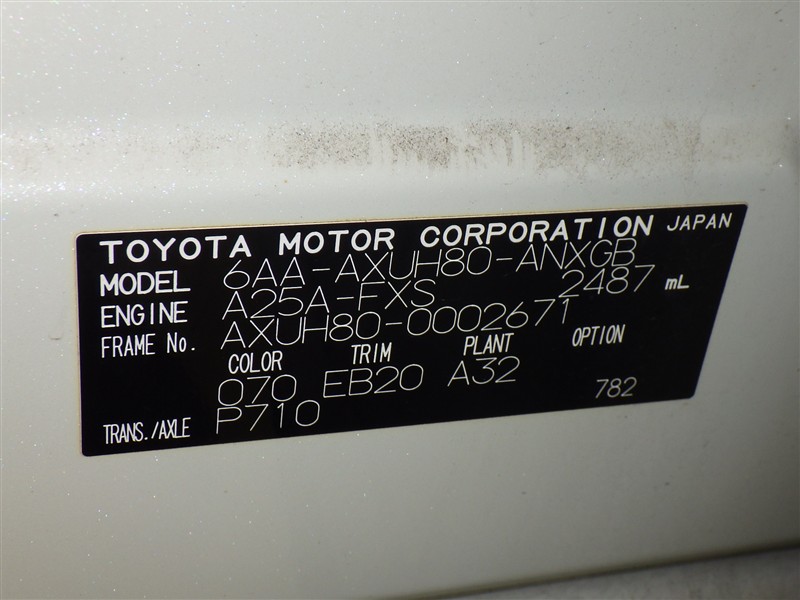 TOYOTA MOTOR CORPORATION JAPAN
MODEL 6AA-AXUH80-ANXGB
ENGINE A25A-FXS 2487 mL
FRAME No. AXUH80-0002671
COLOR TRIM PLANT OPTION
070 EB20 A32 782
TRANS./AXLE P710